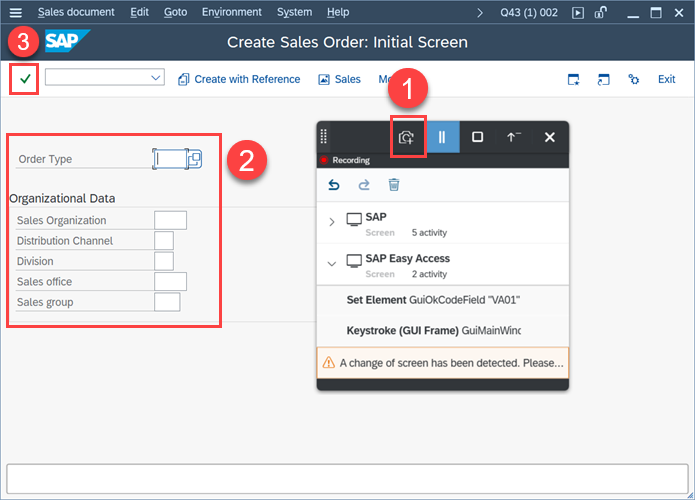 Sales document Edit Goto Environment System Help Q43 (1) 002
3 SAP Create Sales Order: Initial Screen
Create with Reference Sales Mo Exit
1
Order Type
2
Recording
Organizational Data
Sales Organization
Distribution Channel
Division
Sales office
Sales group
SAP
Screen 5 activity
SAP Easy Access
Screen 2 activity
Set Element GuiOkCodeField "VA01"
Keystroke (GUI Frame) GuiMainWind
A change of screen has been detected. Please...